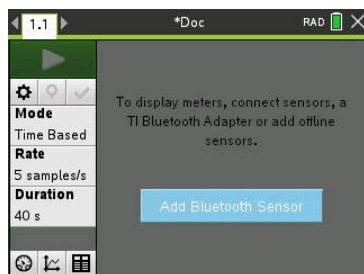 1.1
*Doc
RAD
Mode
Time Based
Rate
5 samples/s
Duration
40 s
To display meters, connect sensors, a
TI Bluetooth Adapter or add offline
sensors.
Add Bluetooth Sensor